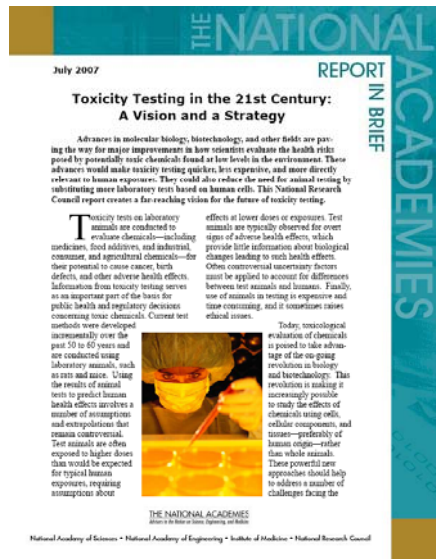 THE NATIONAL ACADEMIES
REPORT IN BRIEF
July 2007
Toxicity Testing in the 21st Century:
A Vision and a Strategy
Advances in molecular biology, biotechnology, and other fields are pav-
ing the way for major improvements in how scientists evaluate the health risks
posed by potentially toxic chemicals found at low levels in the environment. These
advances would make toxicity testing quicker, less expensive, and more directly
relevant to human exposures. They could also reduce the need for animal testing by
substituting more laboratory tests based on human cells. This National Research
Council report creates a far-reaching vision for the future of toxicity testing.
Toxicity tests on laboratory
animals are conducted to
evaluate chemicals—including
medicines, food additives, and industrial,
consumer, and agricultural chemicals—for
their potential to cause cancer, birth
defects, and other adverse health effects.
Information from toxicity testing serves
as an important part of the basis for
public health and regulatory decisions
concerning toxic chemicals. Current test
methods were developed
incrementally over the
past 50 to 60 years and
are conducted using
laboratory animals, such
as rats and mice. Using
the results of animal
tests to predict human
health effects involves a
number of assumptions
and extrapolations that
remain controversial.
Test animals are often
exposed to higher doses
than would be expected
for typical human
exposures, requiring
assumptions about
effects at lower doses or exposures. Test
animals are typically observed for overt
signs of adverse health effects, which
provide little information about biological
changes leading to such health effects.
Often controversial uncertainty factors
must be applied to account for differences
between test animals and humans. Finally,
use of animals in testing is expensive and
time consuming, and it sometimes raises
ethical issues.
Today, toxicological
evaluation of chemicals
is poised to take advan-
tage of the on-going
revolution in biology
and biotechnology. This
revolution is making it
increasingly possible
to study the effects of
chemicals using cells,
cellular components, and
tissues—preferably of
human origin—rather
than whole animals.
These powerful new
approaches should help
to address a number of
challenges facing the
THE NATIONAL ACADEMIES
Advisers to the Nation on Science, Engineering, and Medicine
National Academy of Sciences • National Academy of Engineering • Institute of Medicine • National Research Council